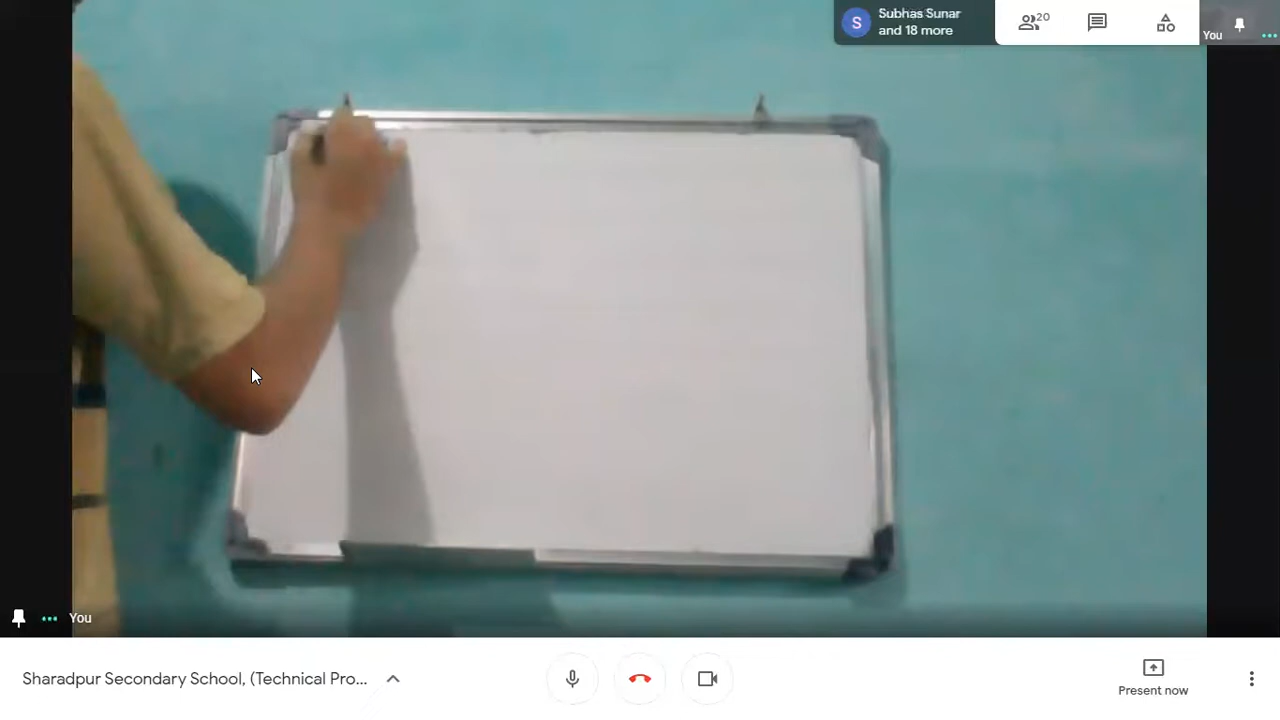 Subhas Sunar
and 18 more
20
S
You
You
Sharadpur Secondary School, (Technical Pro...
Present now